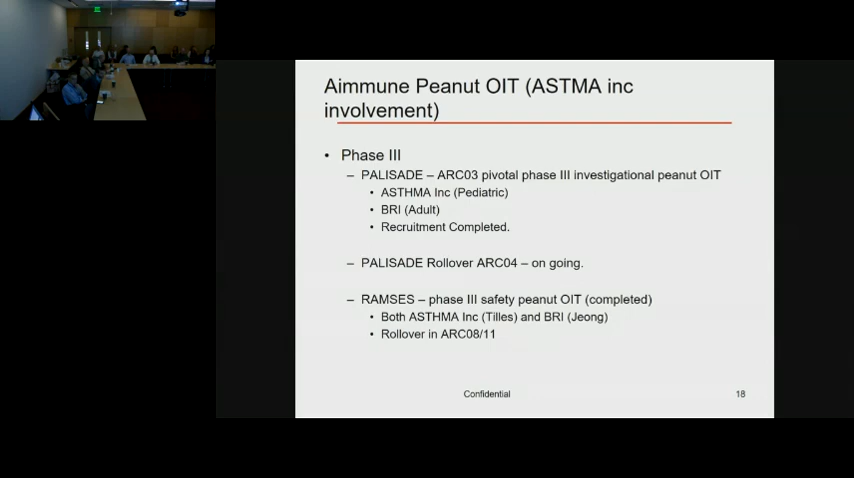 Aimmune Peanut OIT (ASTMA inc
involvement)
• Phase III
– PALISADE – ARC03 pivotal phase III investigational peanut OIT
• ASTHMA Inc (Pediatric)
• BRI (Adult)
• Recruitment Completed.
– PALISADE Rollover ARC04 – on going.
– RAMSES – phase III safety peanut OIT (completed)
• Both ASTHMA Inc (Tilles) and BRI (Jeong)
• Rollover in ARC08/11
Confidential
18